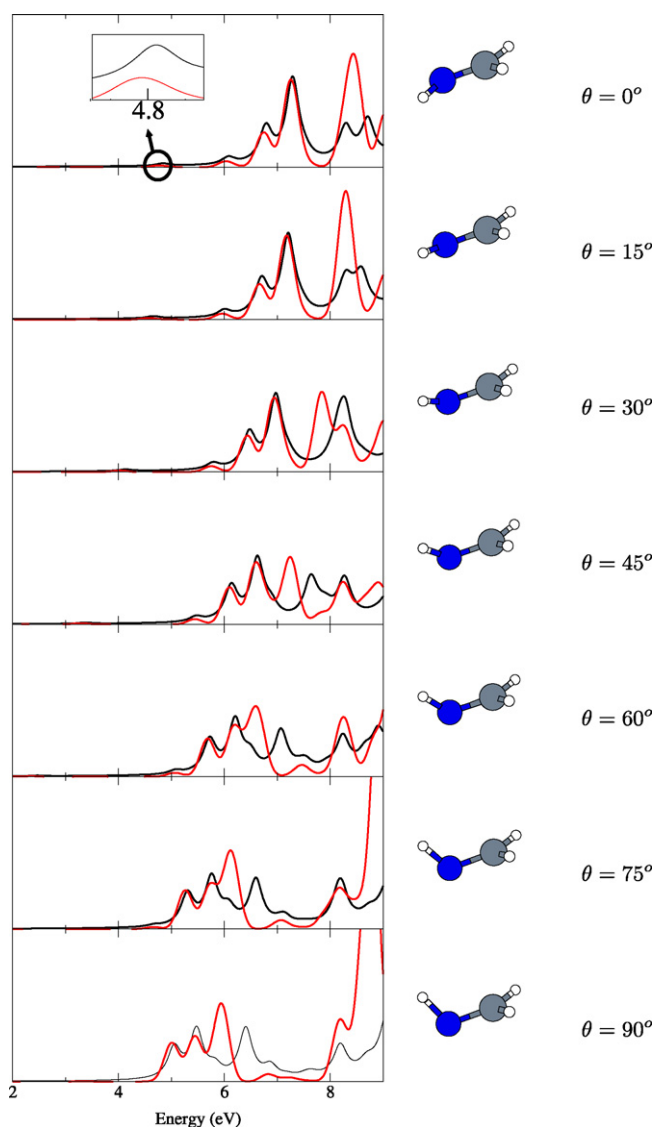 4.8
θ = 0°
θ = 15°
θ = 30°
θ = 45°
θ = 60°
θ = 75°
θ = 90°
2 4 6 8
Energy (eV)